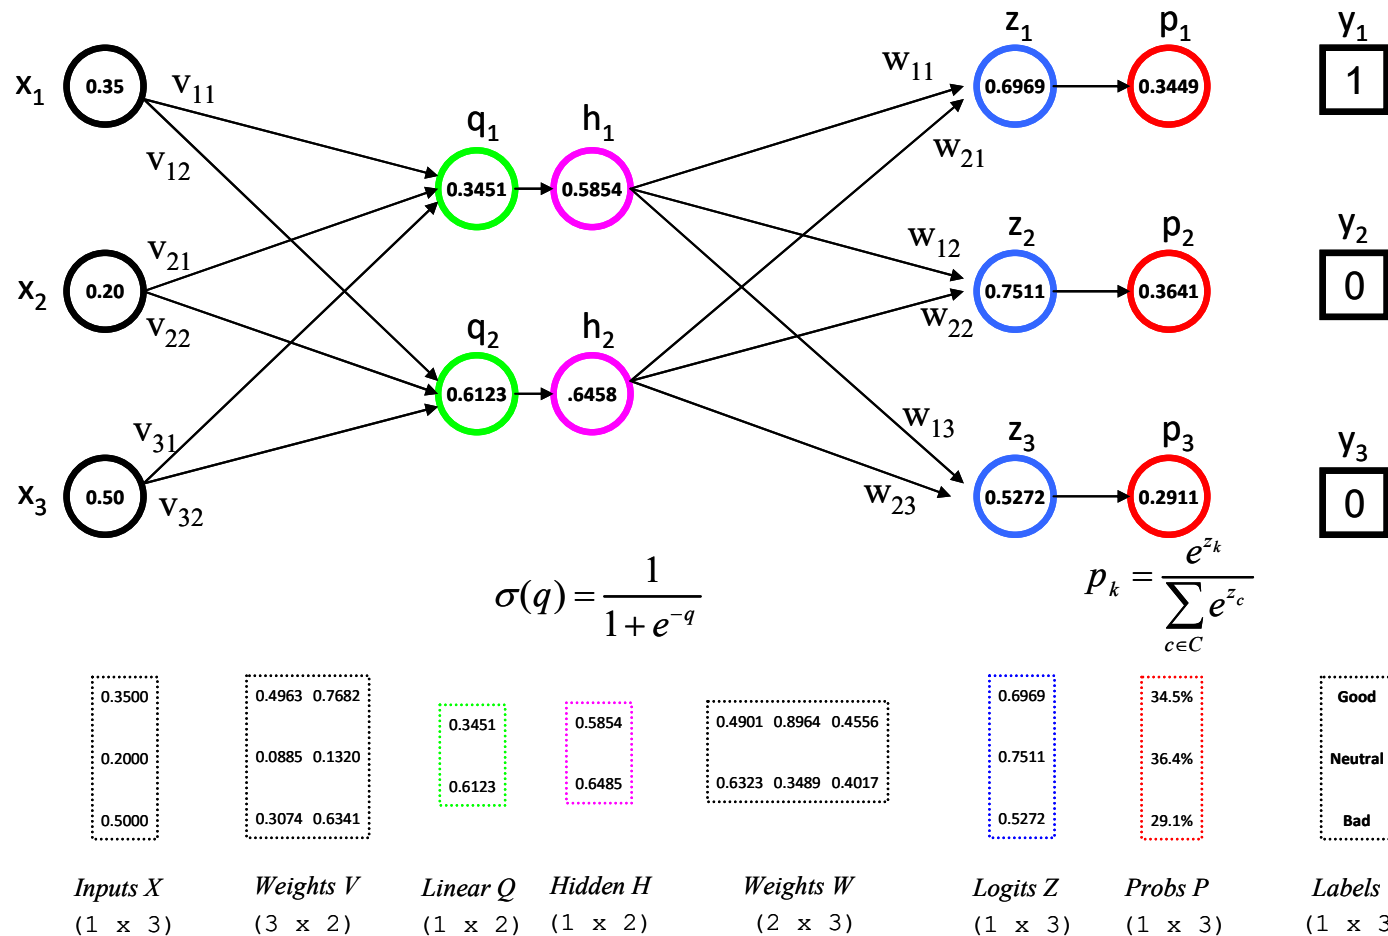 z₁ p₁ y₁
x₁ 0.35 v₁₁ w₁₁ 0.6969 0.3449 1
q₁ h₁
v₁₂ w₂₁
0.3451 0.5854
z₂ p₂ y₂
v₂₁ w₁₂
x₂ 0.20 0.7511 0.3641 0
v₂₂ w₂₂
q₂ h₂
0.6123 .6458
v₃₁ w₁₃ z₃ p₃ y₃
x₃ 0.50 v₃₂ w₂₃ 0.5272 0.2911 0
σ(q) = 1 / (1 + e^{-q})
pₖ = e^{zₖ} / ∑_{c∈C} e^{z_c}
0.3500 0.4963 0.7682 0.6969 34.5% Good
0.3451 0.5854 0.4901 0.8964 0.4556
0.2000 0.0885 0.1320 0.7511 36.4% Neutral
0.6123 0.6485 0.6323 0.3489 0.4017
0.5000 0.3074 0.6341 0.5272 29.1% Bad
Inputs X Weights V Linear Q Hidden H Weights W Logits Z Probs P Labels
(1 x 3) (3 x 2) (1 x 2) (1 x 2) (2 x 3) (1 x 3) (1 x 3) (1 x 3